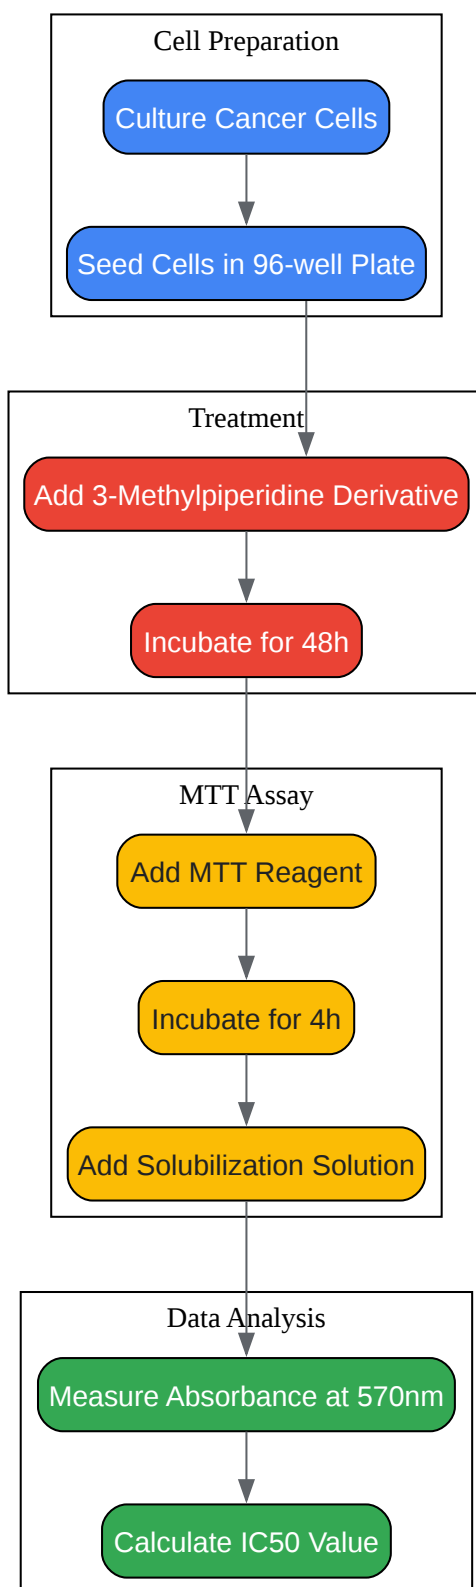 Cell Preparation
Culture Cancer Cells
Seed Cells in 96-well Plate
Treatment
Add 3-Methylpiperidine Derivative
Incubate for 48h
MTT Assay
Add MTT Reagent
Incubate for 4h
Add Solubilization Solution
Data Analysis
Measure Absorbance at 570nm
Calculate IC50 Value